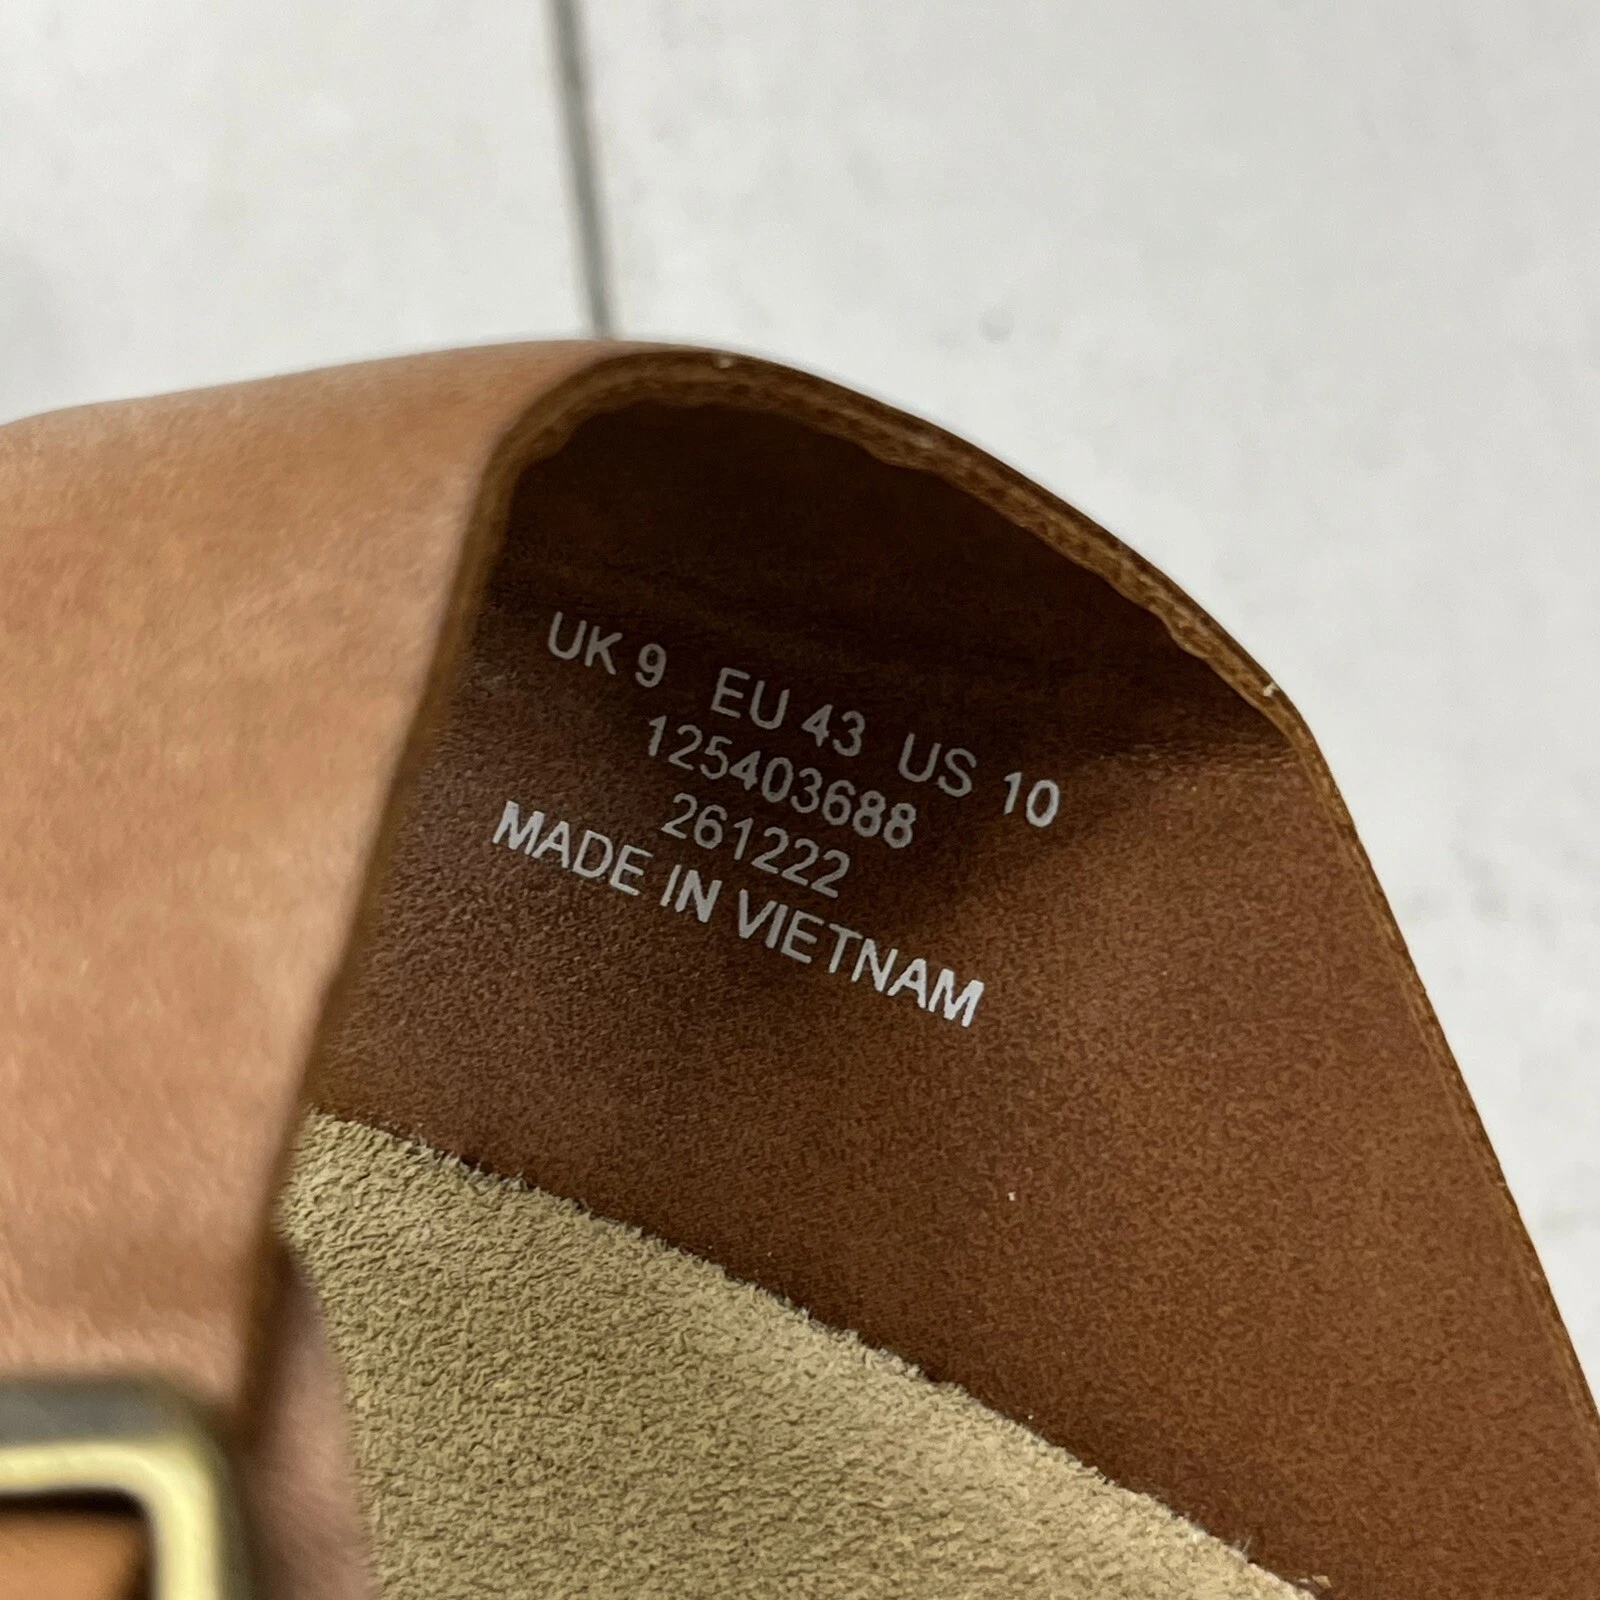 UK 9 EU 43 US 10
125403688
261222
MADE IN VIETNAM